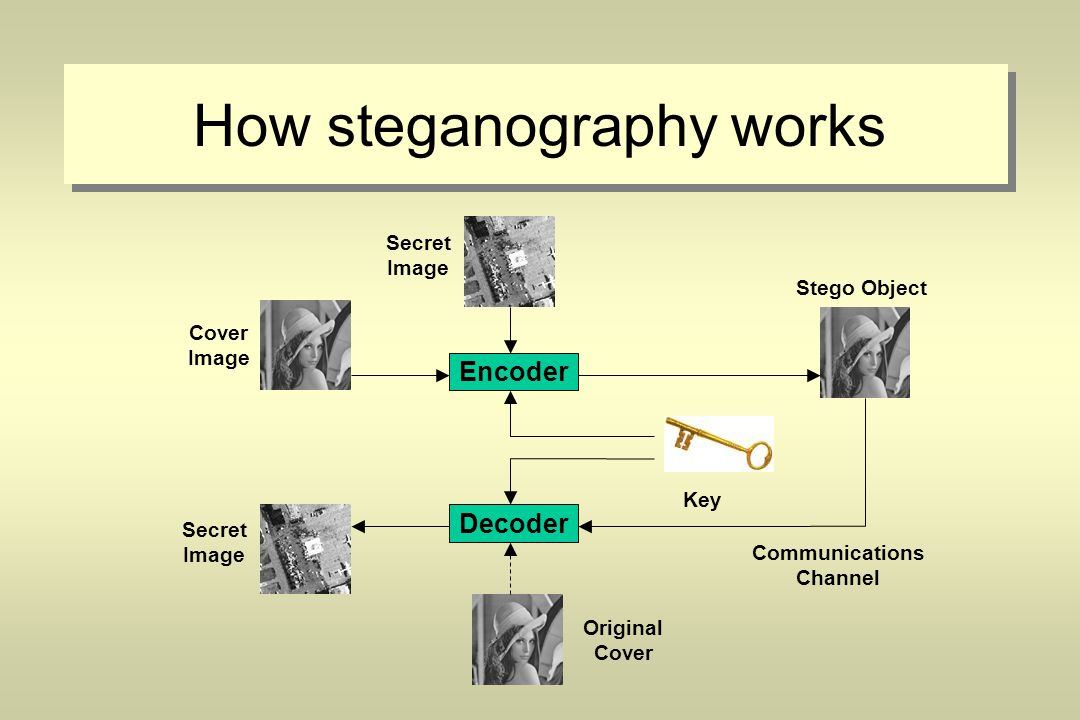 How steganography works
Secret
Image
Stego Object
Cover
Image
Encoder
Key
Secret
Image
Decoder
Communications
Channel
Original
Cover